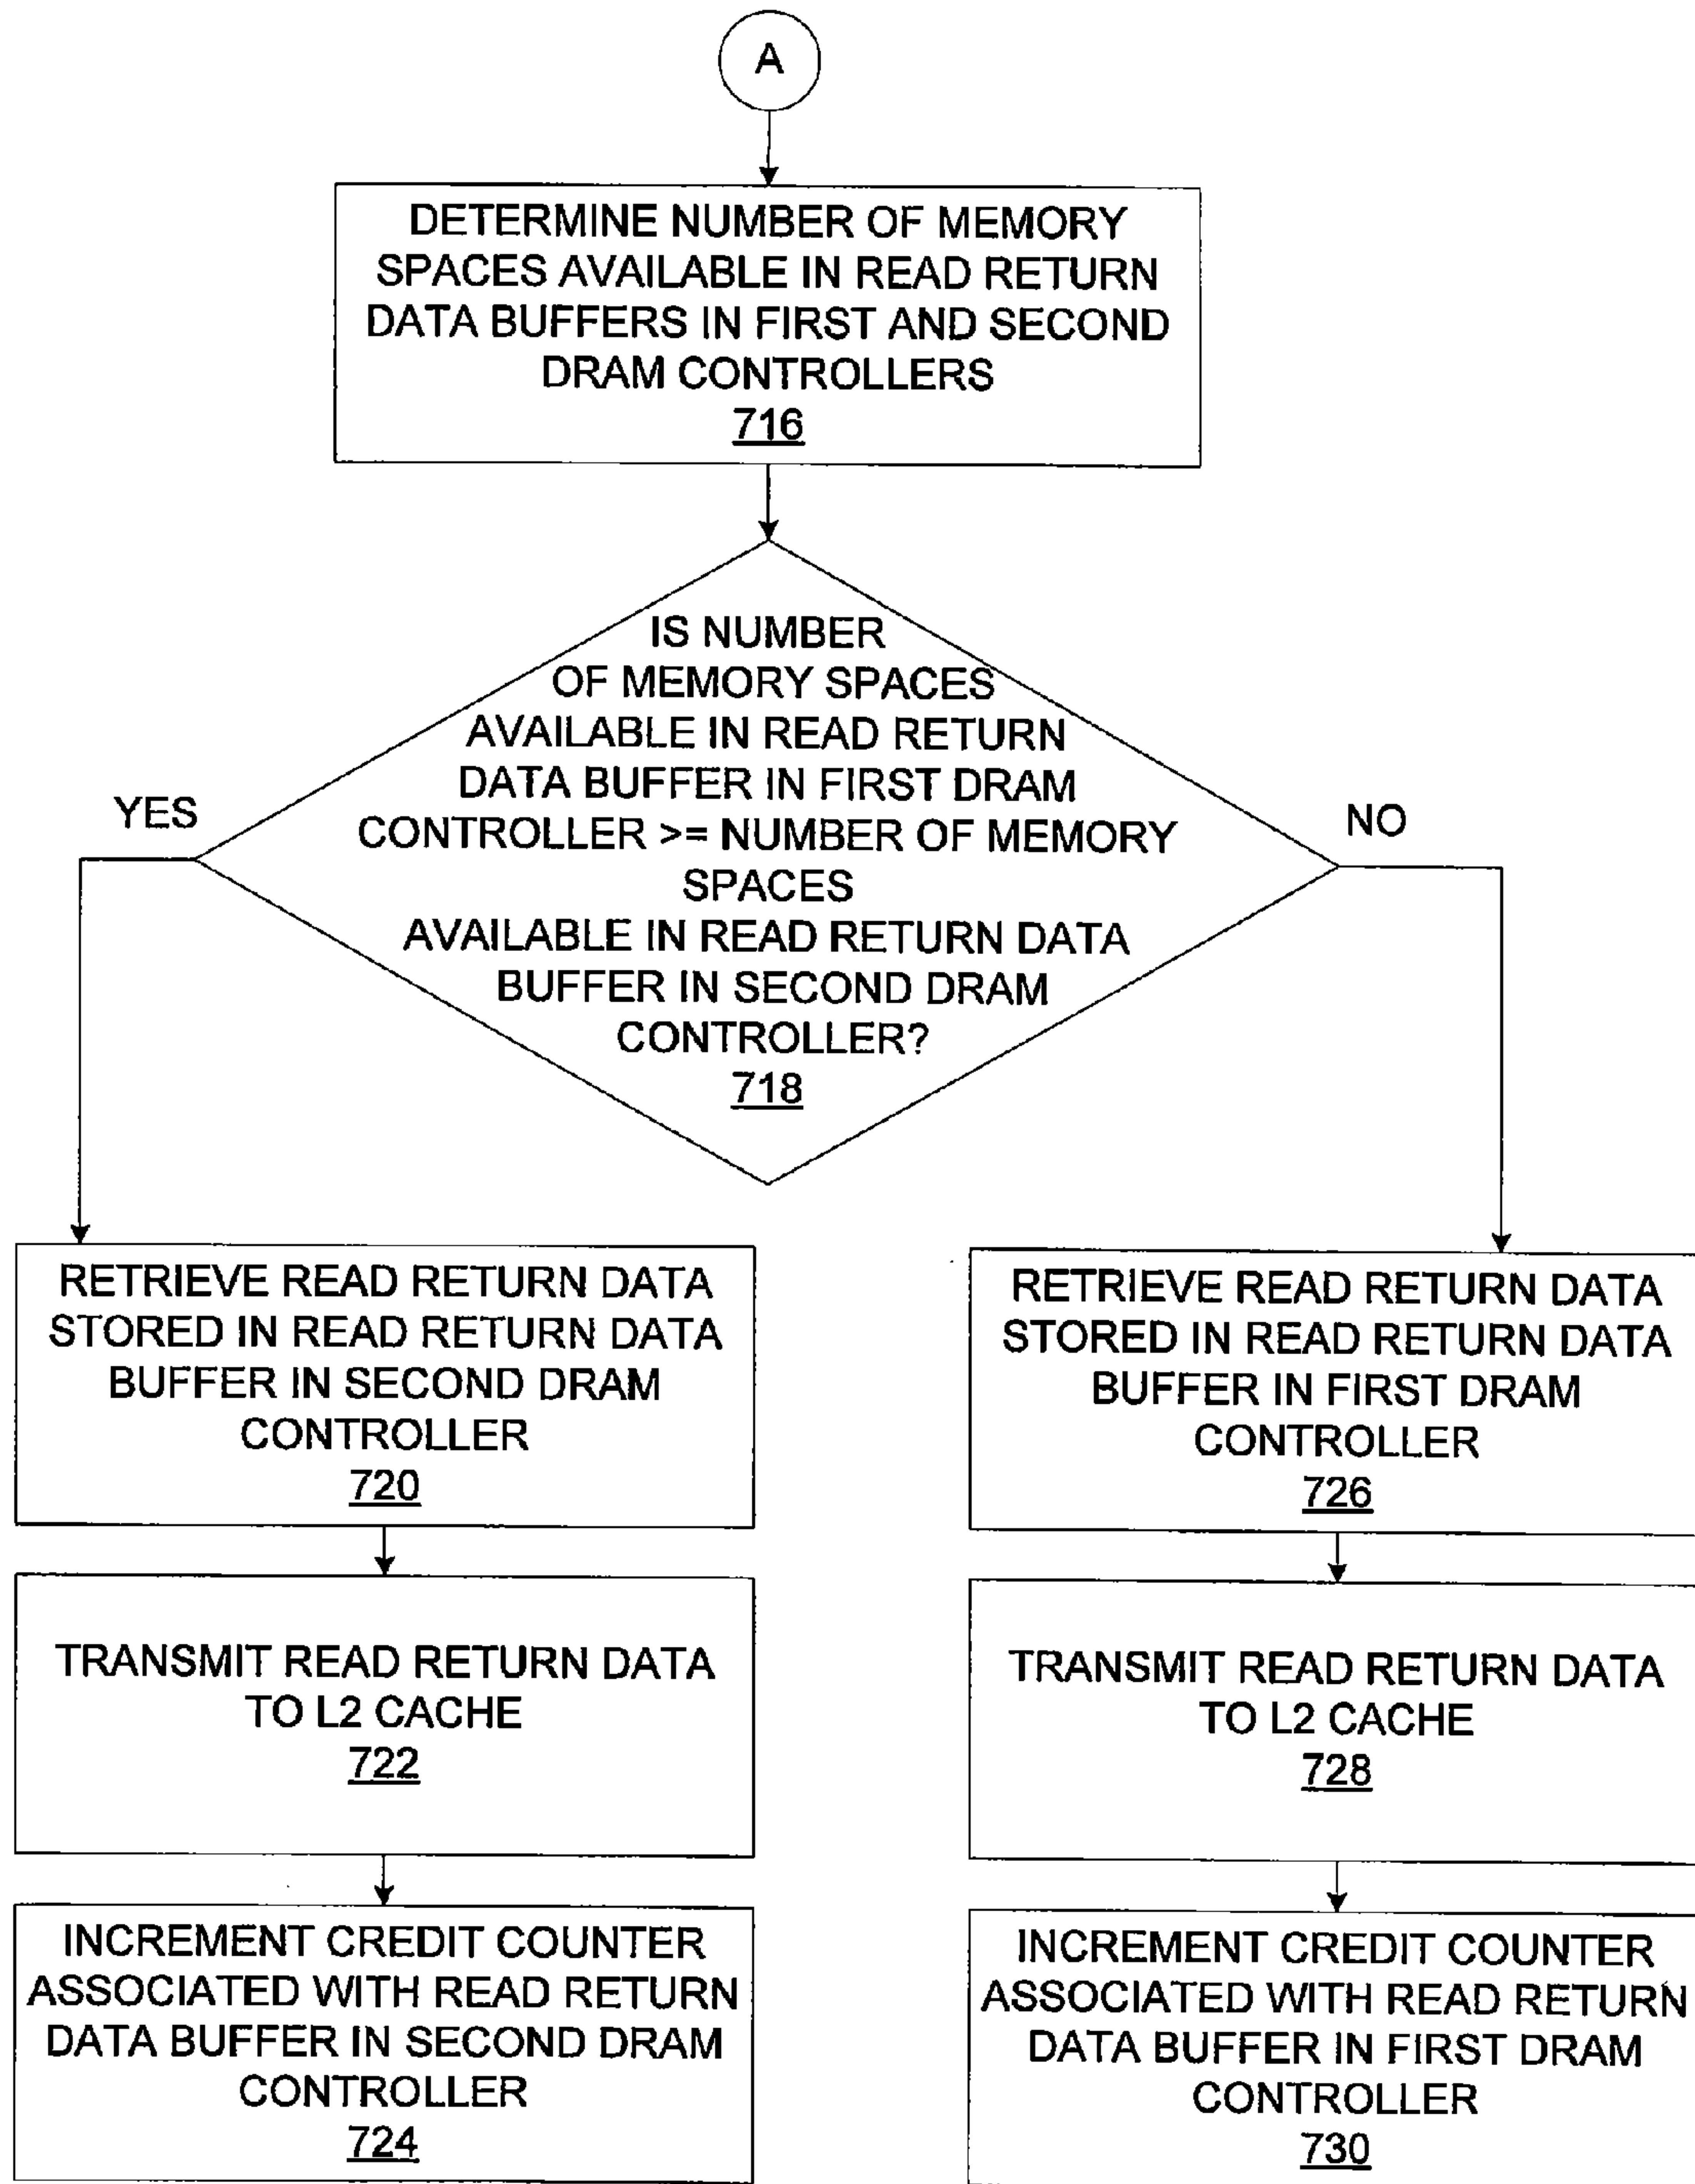 A
DETERMINE NUMBER OF MEMORY
SPACES AVAILABLE IN READ RETURN
DATA BUFFERS IN FIRST AND SECOND
DRAM CONTROLLERS
716
IS NUMBER
OF MEMORY SPACES
AVAILABLE IN READ RETURN
DATA BUFFER IN FIRST DRAM
CONTROLLER >= NUMBER OF MEMORY
SPACES
AVAILABLE IN READ RETURN DATA
BUFFER IN SECOND DRAM
CONTROLLER?
718
YES
NO
RETRIEVE READ RETURN DATA
STORED IN READ RETURN DATA
BUFFER IN SECOND DRAM
CONTROLLER
720
TRANSMIT READ RETURN DATA
TO L2 CACHE
722
INCREMENT CREDIT COUNTER
ASSOCIATED WITH READ RETURN
DATA BUFFER IN SECOND DRAM
CONTROLLER
724
RETRIEVE READ RETURN DATA
STORED IN READ RETURN DATA
BUFFER IN FIRST DRAM
CONTROLLER
726
TRANSMIT READ RETURN DATA
TO L2 CACHE
728
INCREMENT CREDIT COUNTER
ASSOCIATED WITH READ RETURN
DATA BUFFER IN FIRST DRAM
CONTROLLER
730